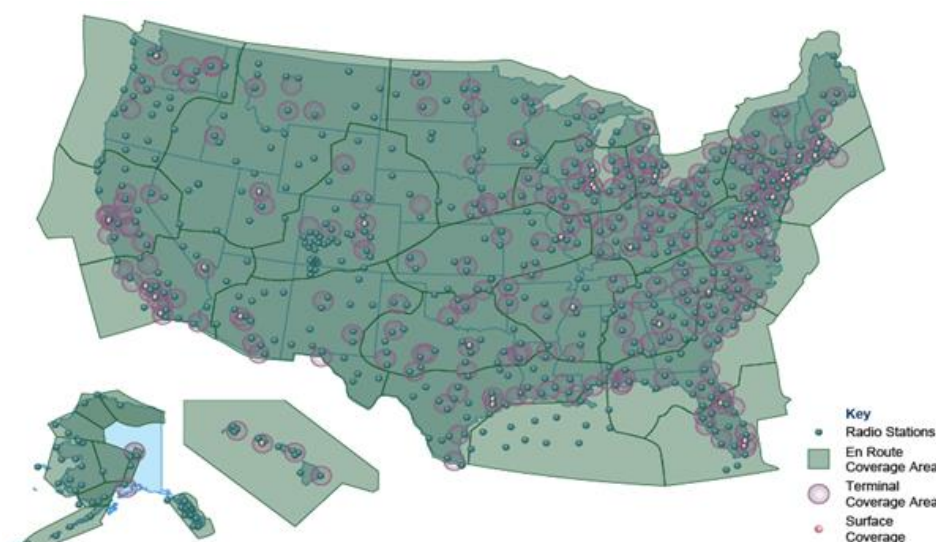 Key
Radio Stations
En Route
Coverage Area
Terminal
Coverage Area
Surface
Coverage